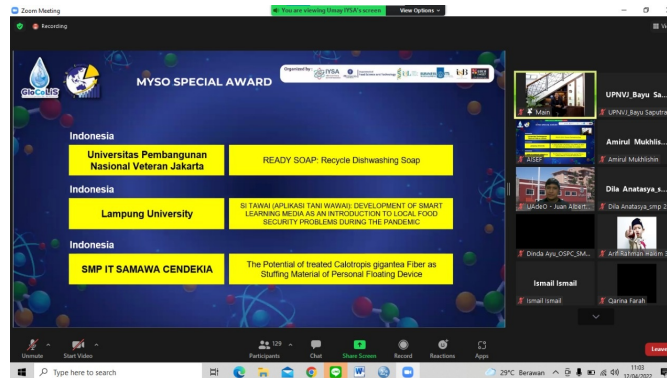 Zoom Meeting
You are viewing Umay IYSA's screen
View Options
Recording
GloCoLiS
MYSO SPECIAL AWARD
Organized by :
IYSA
Indonesia
Universitas Pembangunan
Nasional Veteran Jakarta
READY SOAP: Recycle Dishwashing Soap
Indonesia
Lampung University
SI TAWAI (APLIKASI TANI WAWAI): DEVELOPMENT OF SMART
LEARNING MEDIA AS AN INTRODUCTION TO LOCAL FOOD
SECURITY PROBLEMS DURING THE PANDEMIC
Indonesia
SMP IT SAMAWA CENDEKIA
The Potential of treated Calotropis gigantea Fiber as
Stuffing Material of Personal Floating Device
Main
UPNVJ_Bayu Sa...
UPNVJ_Bayu Saputra
AISEF
Amirul Mukhlis...
Amirul Mukhlishin
UAdeO - Juan Albert...
Dila Anatasya_s...
Dila Anatasya_smp 2
Dinda Ayu_OSPC_SM...
Arif Rahman Hakim 3
Ismail Ismail
Ismail Ismail
Qarina Farah
Unmute
Start Video
129
Participants
Chat
Share Screen
Record
Reactions
Apps
Leave
Type here to search
29°C Berawan
11:03
12/04/2022